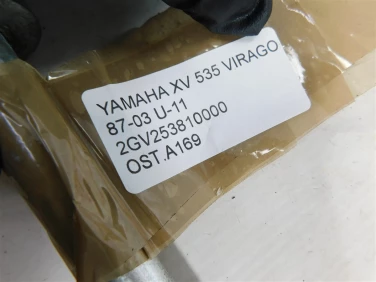 YAMAHA XV 535 VIRAGO
87-03 U-11
2GV253810000
OST.A169